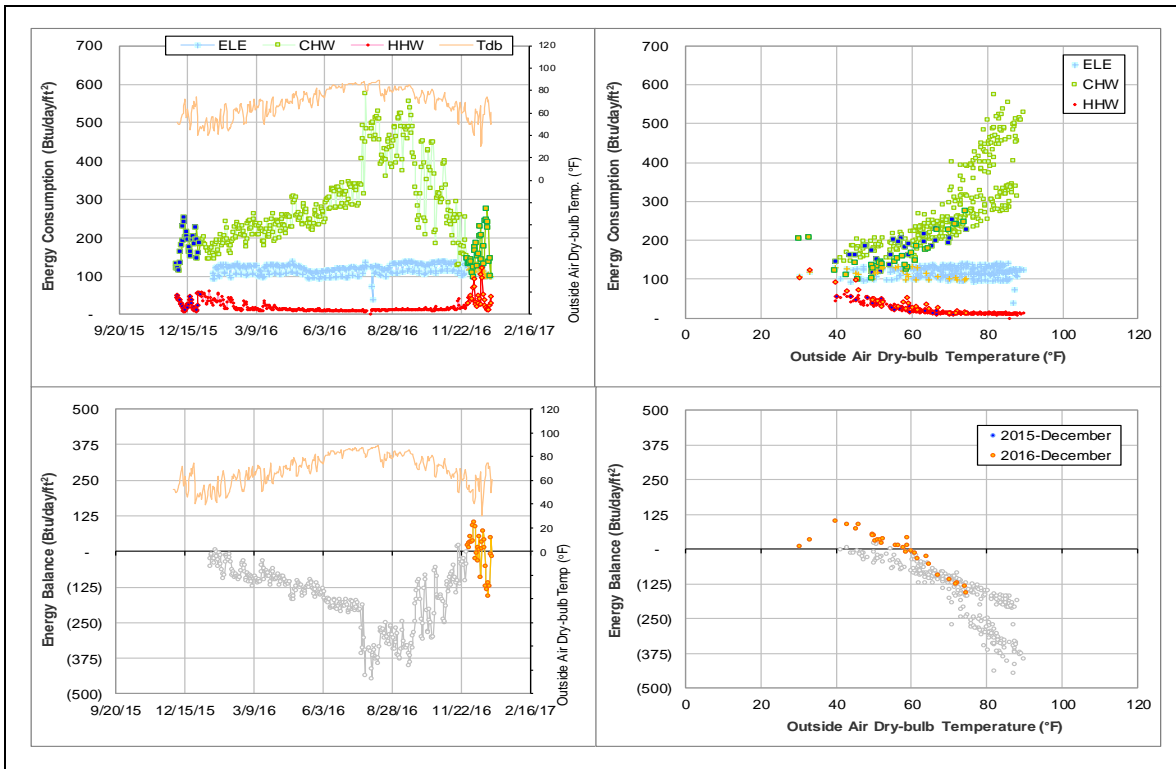 ELE CHW HHW Tdb
Energy Consumption (Btu/day/ft²)
700
600
500
400
300
200
100
-
9/20/15 12/15/15 3/9/16 6/3/16 8/28/16 11/22/16 2/16/17
120
100
80
60
40
20
0
Outside Air Dry-bulb Temp. (°F)
Energy Consumption (Btu/day/ft²)
700
600
500
400
300
200
100
-
0 20 40 60 80 100 120
Outside Air Dry-bulb Temperature (°F)
ELE
CHW
HHW
Energy Balance (Btu/day/ft²)
500
375
250
125
-
(125)
(250)
(375)
(500)
9/20/15 12/15/15 3/9/16 6/3/16 8/28/16 11/22/16 2/16/17
120
100
80
60
40
20
0
Outside Air Dry-bulb Temp (°F)
Energy Balance (Btu/day/ft²)
500
375
250
125
-
(125)
(250)
(375)
(500)
0 20 40 60 80 100 120
Outside Air Dry-bulb Temperature (°F)
2015-December
2016-December